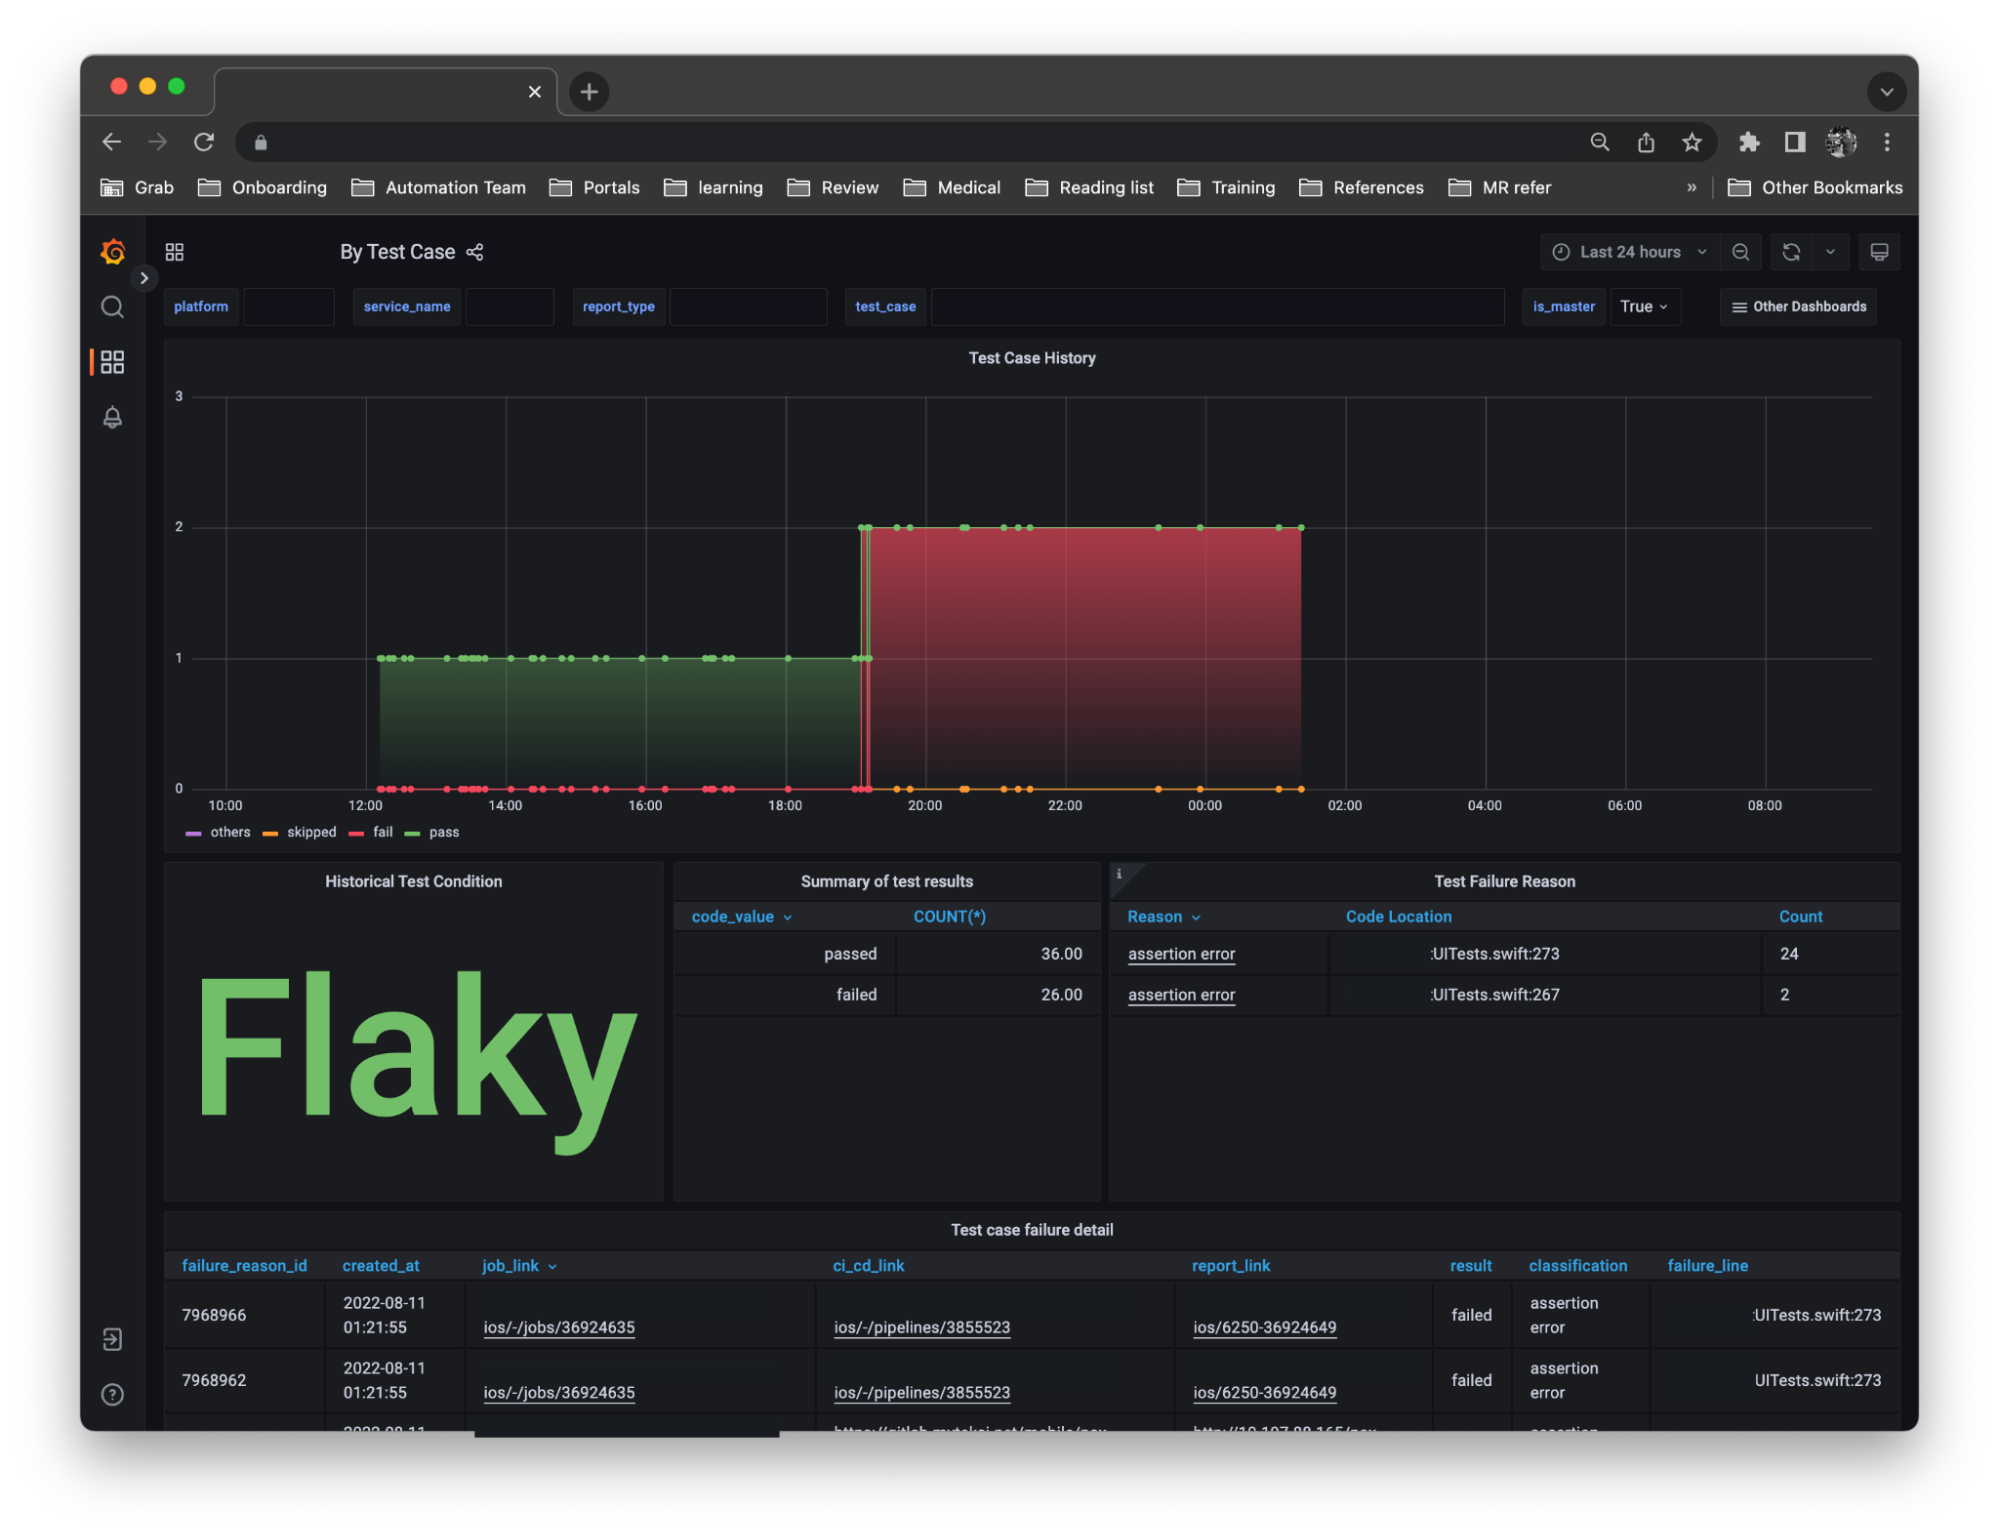 Grab Onboarding Automation Team Portals learning Review Medical Reading list Training References MR refer » Other Bookmarks
By Test Case Last 24 hours
platform service_name report_type test_case is_master True Other Dashboards
Test Case History
3
2
1
0
10:00 12:00 14:00 16:00 18:00 20:00 22:00 00:00 02:00 04:00 06:00 08:00
others skipped fail pass
Historical Test Condition
Flaky
Summary of test results
code_value COUNT(*)
passed 36.00
failed 26.00
i
Test Failure Reason
Reason Code Location Count
assertion error :UITests.swift:273 24
assertion error :UITests.swift:267 2
Test case failure detail
failure_reason_id created_at job_link ci_cd_link report_link result classification failure_line
7968966 2022-08-11 01:21:55 ios/-/jobs/36924635 ios/-/pipelines/3855523 ios/6250-36924649 failed assertion error :UITests.swift:273
7968962 2022-08-11 01:21:55 ios/-/jobs/36924635 ios/-/pipelines/3855523 ios/6250-36924649 failed assertion error UITests.swift:273